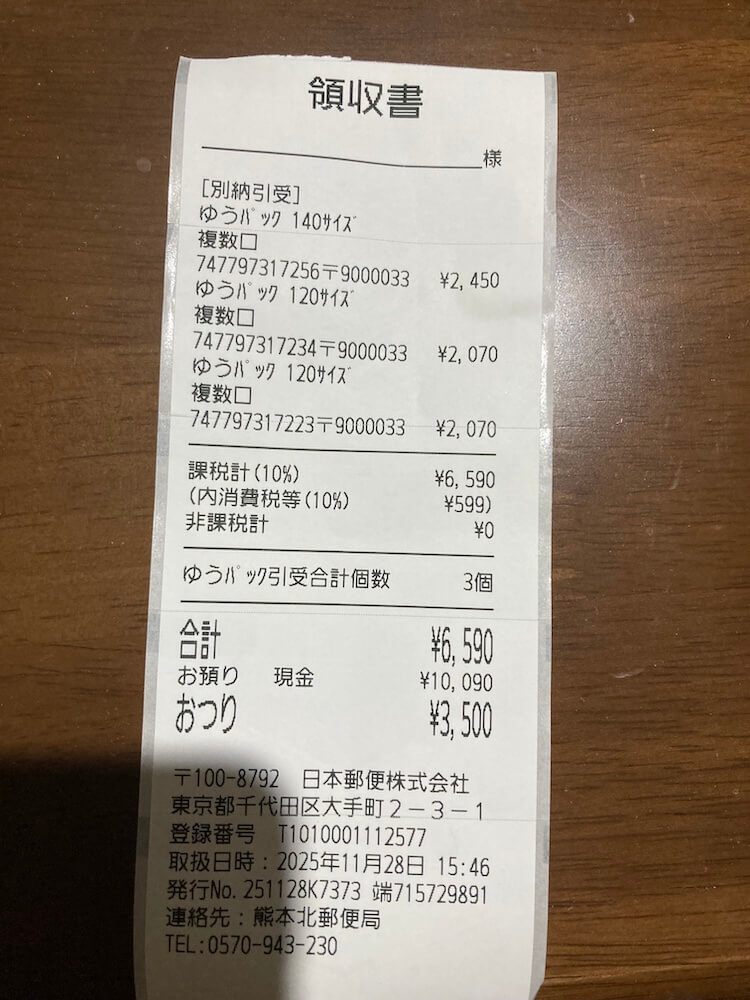 領収書
様
[別納引受]
ゆうﾊﾟｯｸ 140ｻｲｽﾞ
複数口
747797317256〒9000033 ¥2,450
ゆうﾊﾟｯｸ 120ｻｲｽﾞ
複数口
747797317234〒9000033 ¥2,070
ゆうﾊﾟｯｸ 120ｻｲｽﾞ
複数口
747797317223〒9000033 ¥2,070
課税計(10%) ¥6,590
(内消費税等(10%) ¥599)
非課税計 ¥0
ゆうﾊﾟｯｸ引受合計個数 3個
合計 ¥6,590
お預り 現金 ¥10,090
おつり ¥3,500
〒100-8792 日本郵便株式会社
東京都千代田区大手町２－３－１
登録番号 T1010001112577
取扱日時：2025年11月28日 15:46
発行No.251128K7373 端715729891
連絡先：熊本北郵便局
TEL:0570-943-230